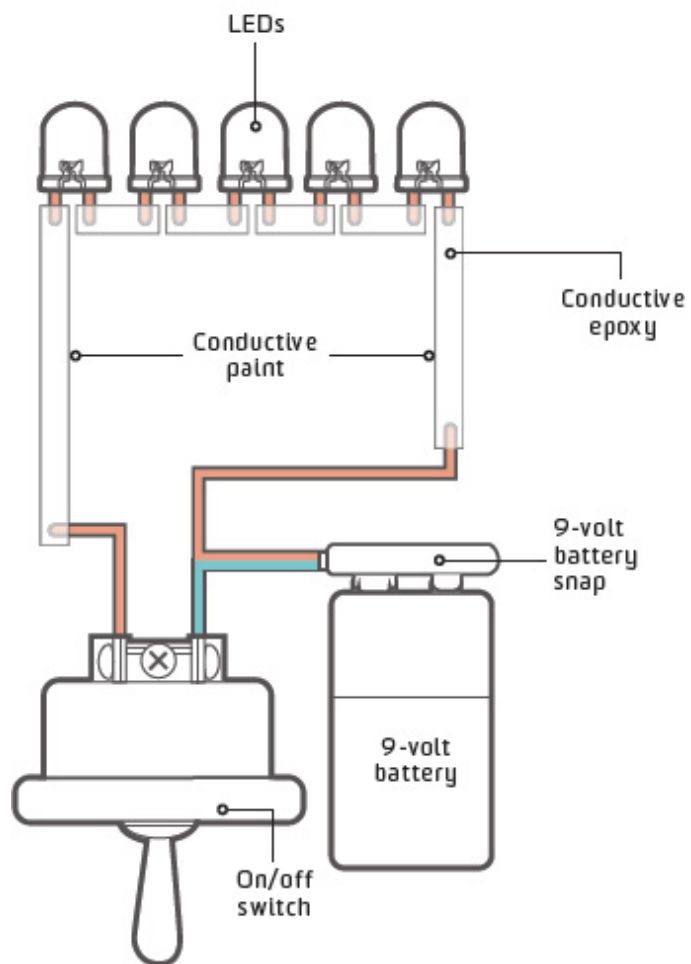 LEDs
Conductive
epoxy
Conductive
paint
9-volt
battery
snap
9-volt
battery
On/off
switch